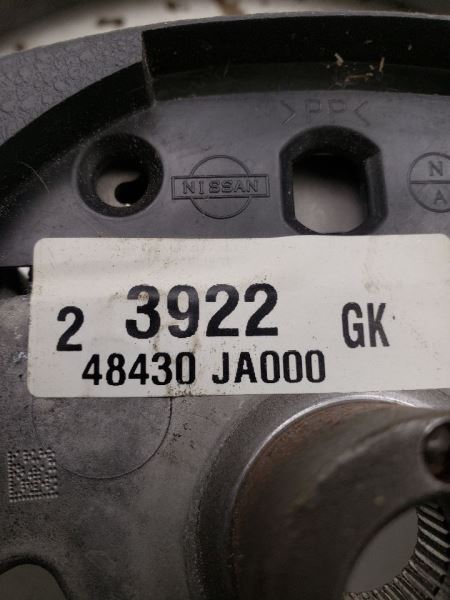 >PP<
NISSAN
N
A
2 3922 GK
48430 JA000